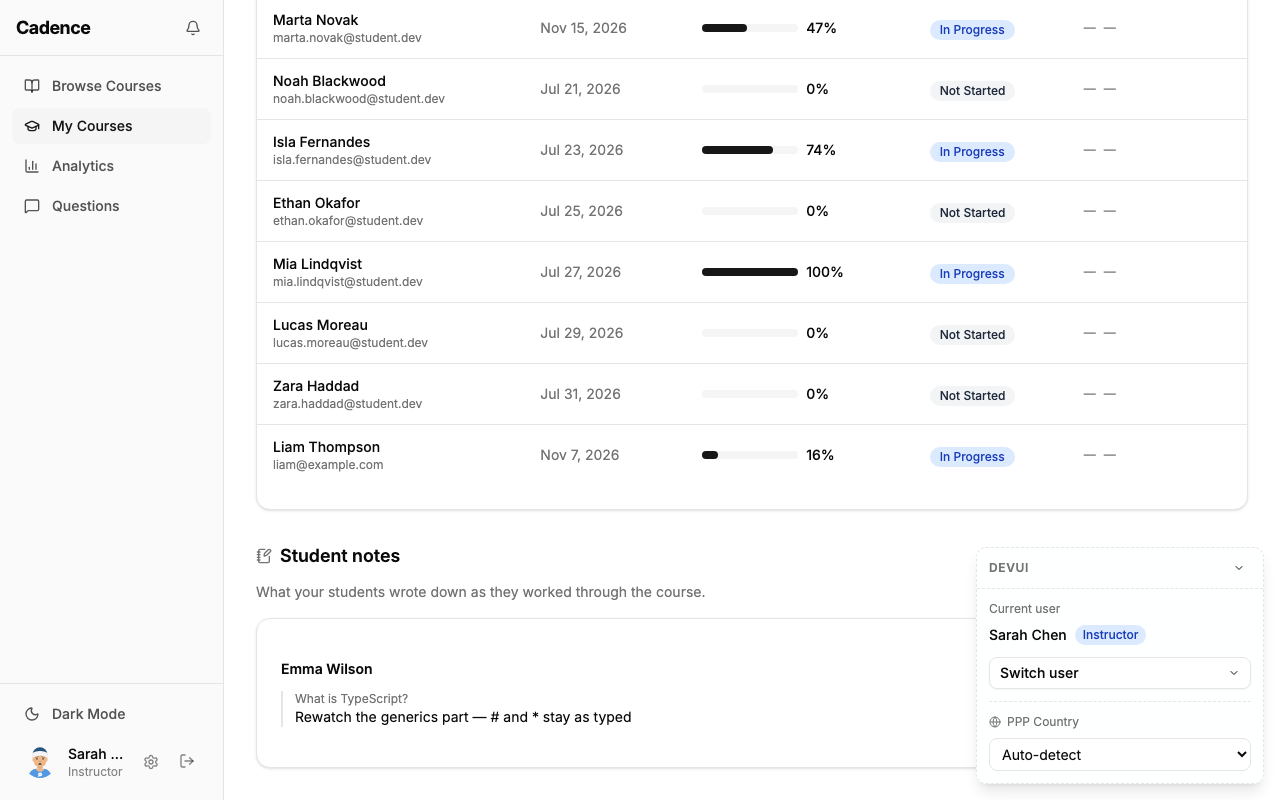 Cadence
Browse Courses
My Courses
Analytics
Questions
Dark Mode
Sarah ...
Instructor
Marta Novak
marta.novak@student.dev
Nov 15, 2026
47%
In Progress
— —
Noah Blackwood
noah.blackwood@student.dev
Jul 21, 2026
0%
Not Started
— —
Isla Fernandes
isla.fernandes@student.dev
Jul 23, 2026
74%
In Progress
— —
Ethan Okafor
ethan.okafor@student.dev
Jul 25, 2026
0%
Not Started
— —
Mia Lindqvist
mia.lindqvist@student.dev
Jul 27, 2026
100%
In Progress
— —
Lucas Moreau
lucas.moreau@student.dev
Jul 29, 2026
0%
Not Started
— —
Zara Haddad
zara.haddad@student.dev
Jul 31, 2026
0%
Not Started
— —
Liam Thompson
liam@example.com
Nov 7, 2026
16%
In Progress
— —
Student notes
What your students wrote down as they worked through the course.
Emma Wilson
What is TypeScript?
Rewatch the generics part — # and * stay as typed
DEVUI
Current user
Sarah Chen
Instructor
Switch user
PPP Country
Auto-detect